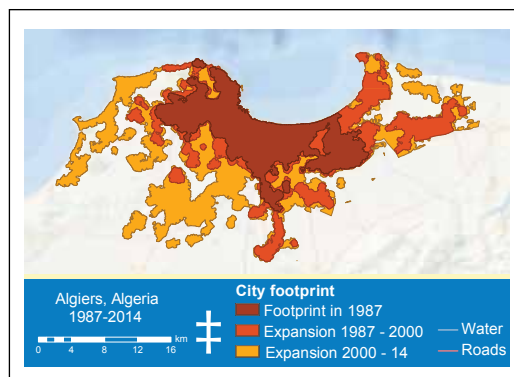 Algiers, Algeria
1987-2014
km
0 4 8 12 16
City footprint
Footprint in 1987
Expansion 1987 - 2000
Expansion 2000 - 14
Water
Roads